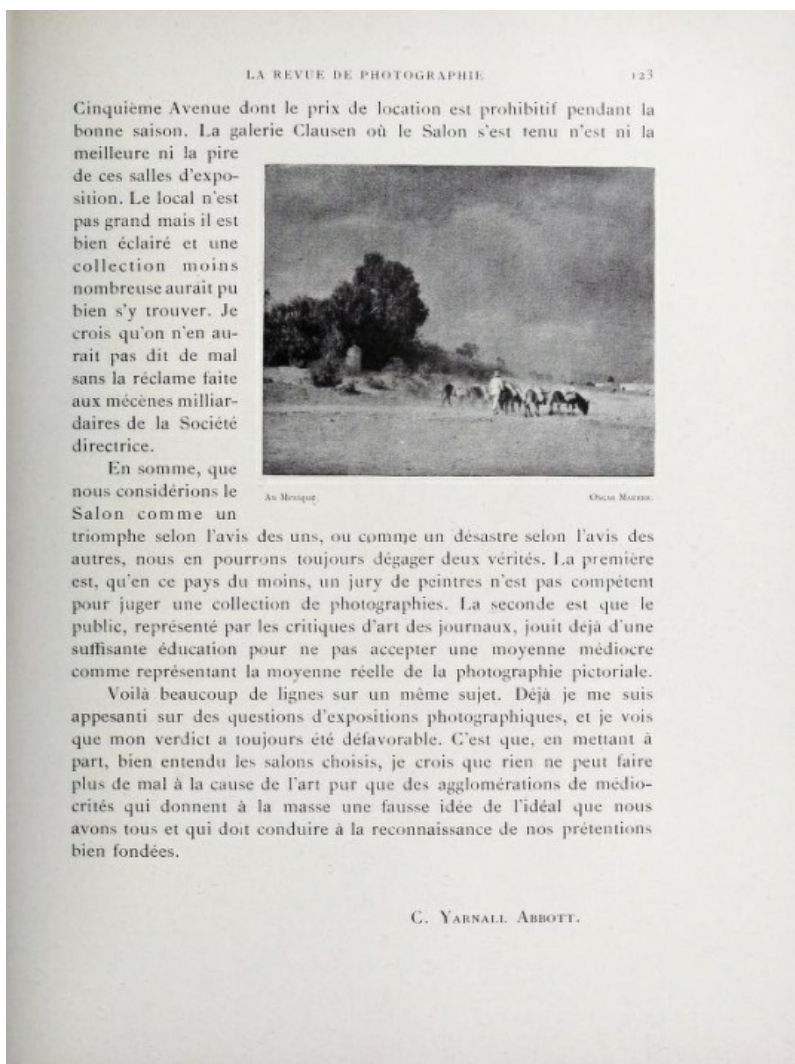 LA REVUE DE PHOTOGRAPHIE 123
Cinquième Avenue dont le prix de location est prohibitif pendant la
bonne saison. La galerie Clausen où le Salon s'est tenu n'est ni la
meilleure ni la pire
de ces salles d'expo-
sition. Le local n'est
pas grand mais il est
bien éclairé et une
collection moins
nombreuse aurait pu
bien s'y trouver. Je
crois qu'on n'en au-
rait pas dit de mal
sans la réclame faite
aux mécènes milliar-
daires de la Société
directrice.
En somme, que
nous considérions le
Salon comme un
Au Mexique. Oscar Maurer.
triomphe selon l'avis des uns, ou comme un désastre selon l'avis des
autres, nous en pourrons toujours dégager deux vérités. La première
est, qu'en ce pays du moins, un jury de peintres n'est pas compétent
pour juger une collection de photographies. La seconde est que le
public, représenté par les critiques d'art des journaux, jouit déjà d'une
suffisante éducation pour ne pas accepter une moyenne médiocre
comme représentant la moyenne réelle de la photographie pictoriale.
Voilà beaucoup de lignes sur un même sujet. Déjà je me suis
appesanti sur des questions d'expositions photographiques, et je vois
que mon verdict a toujours été défavorable. C'est que, en mettant à
part, bien entendu les salons choisis, je crois que rien ne peut faire
plus de mal à la cause de l'art pur que des agglomérations de médio-
crités qui donnent à la masse une fausse idée de l'idéal que nous
avons tous et qui doit conduire à la reconnaissance de nos prétentions
bien fondées.
C. Yarnall Abbott.